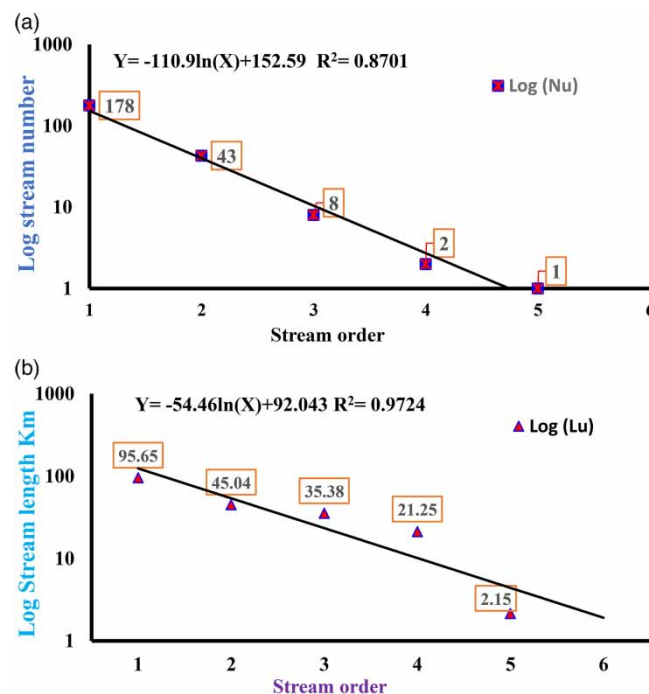 (a)
1000
Y= -110.9ln(X)+152.59 R²= 0.8701
Log (Nu)
178
100
43
10
8
2
1
1
1 2 3 4 5 6
Log stream number
Stream order
(b)
1000
Y= -54.46ln(X)+92.043 R²= 0.9724
Log (Lu)
95.65
100
45.04
35.38
21.25
10
2.15
1
1 2 3 4 5 6
Log Stream length Km
Stream order